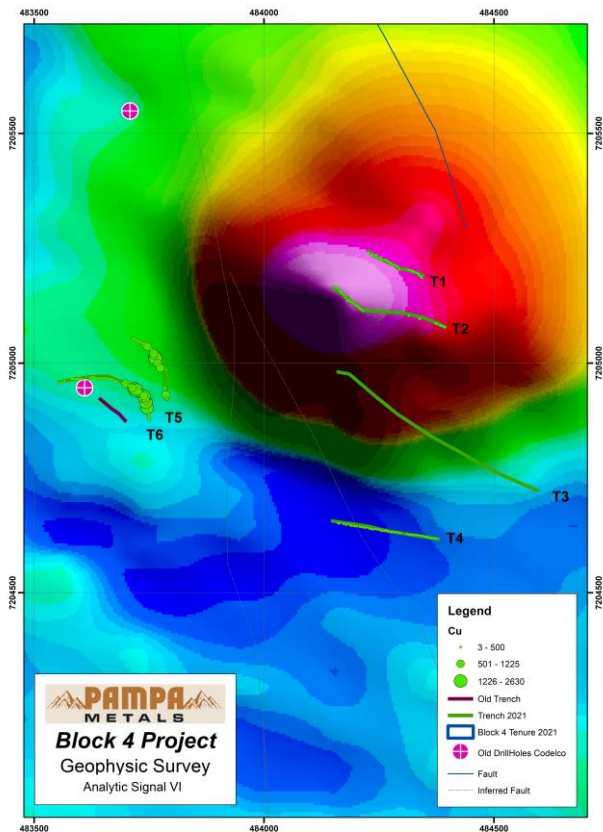 483500 484000 484500
7205500 7205500
T1
T2
7205000 7205000
T5
T6
T3
T4
7204500 7204500
Legend
Cu
3 - 500
501 - 1225
1226 - 2630
Old Trench
Trench 2021
Block 4 Tenure 2021
Old DrillHoles Codelco
Fault
Inferred Fault
PAMPA
METALS
Block 4 Project
Geophysic Survey
Analytic Signal VI
483500 484000 484500